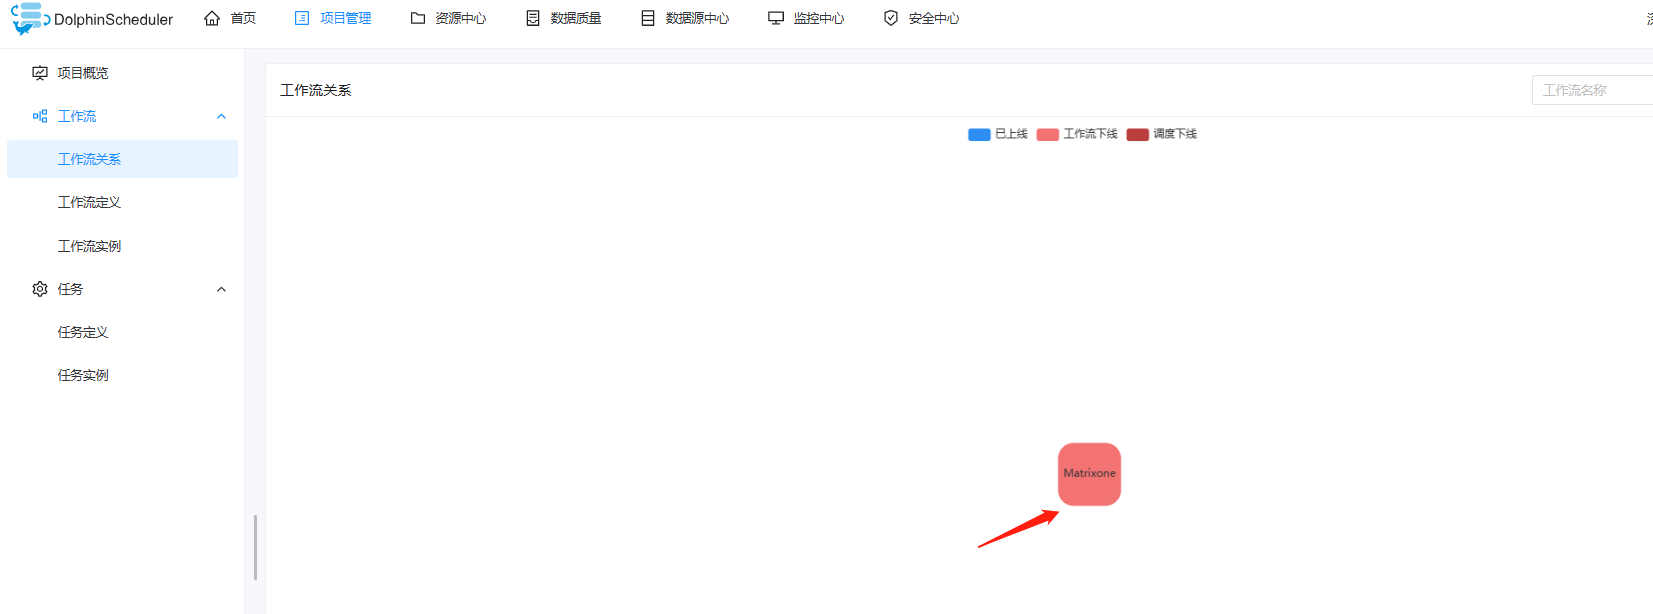 DolphinScheduler 首页 项目管理 资源中心 数据质量 数据源中心 监控中心 安全中心
项目概览
工作流
工作流关系
工作流定义
工作流实例
任务
任务定义
任务实例
工作流关系
工作流名称
已上线 工作流下线 调度下线
Matrixone